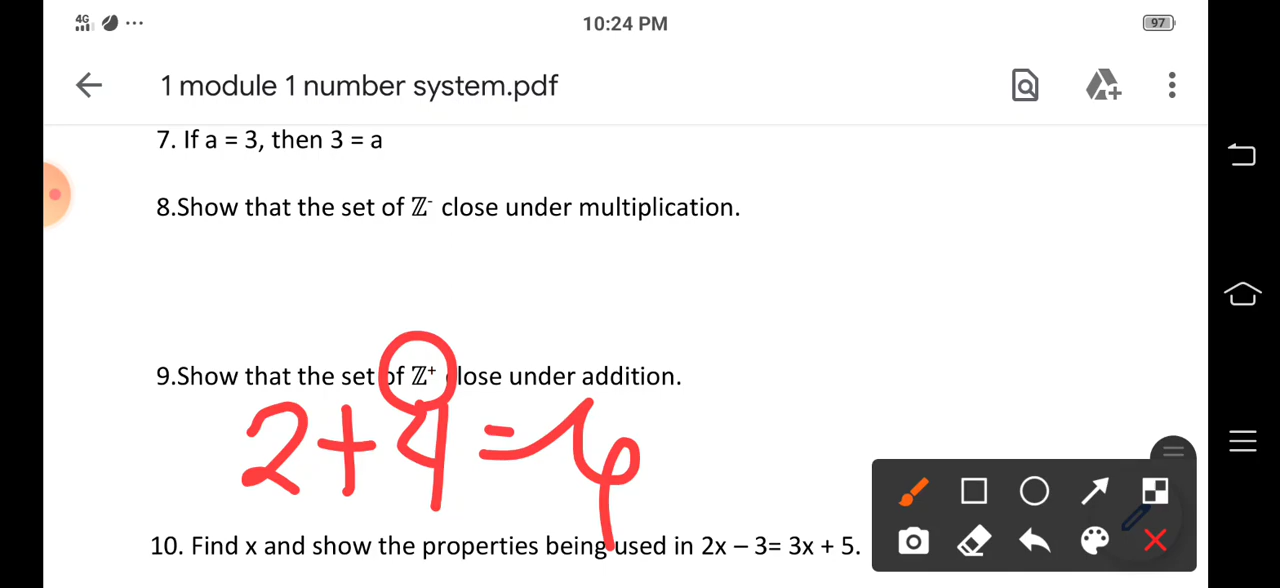 4G
10:24 PM
97
1 module 1 number system.pdf
7. If a = 3, then 3 = a
8.Show that the set of ℤ⁻ close under multiplication.
9.Show that the set of ℤ⁺ close under addition.
2+4=6
10. Find x and show the properties being used in 2x – 3= 3x + 5.